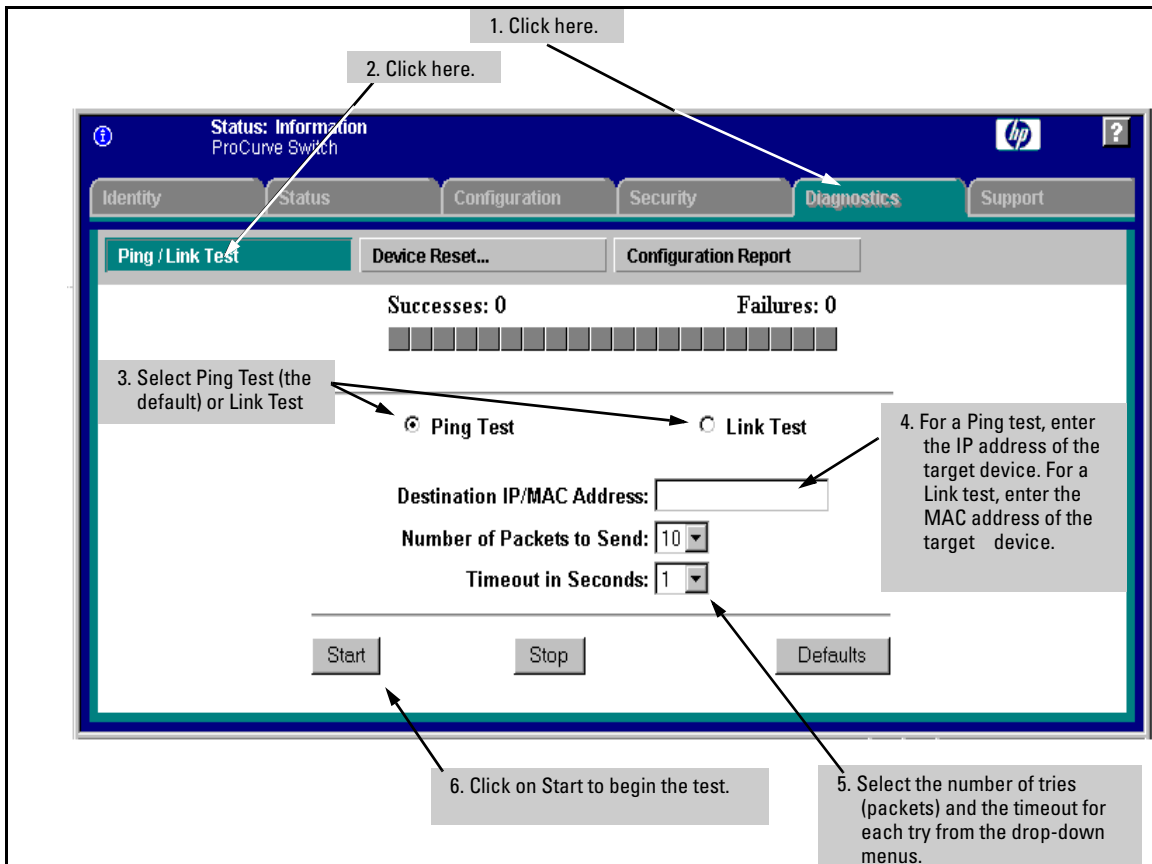 1. Click here.
2. Click here.
Status: Information
ProCurve Switch
hp
?
Identity
Status
Configuration
Security
Diagnostics
Support
Ping / Link Test
Device Reset...
Configuration Report
Successes: 0
Failures: 0
3. Select Ping Test (the
default) or Link Test
Ping Test
Link Test
4. For a Ping test, enter
the IP address of the
target device. For a
Link test, enter the
MAC address of the
target device.
Destination IP/MAC Address:
Number of Packets to Send: 10
Timeout in Seconds: 1
Start
Stop
Defaults
6. Click on Start to begin the test.
5. Select the number of tries
(packets) and the timeout for
each try from the drop-down
menus.